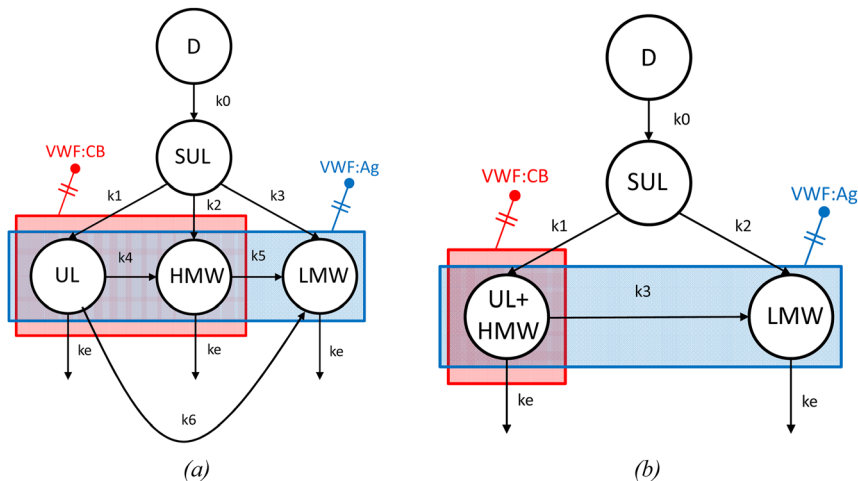 D
k0
SUL
VWF:CB
VWF:Ag
k1
k2
k3
UL
k4
HMW
k5
LMW
ke
ke
ke
k6
(a)
D
k0
SUL
VWF:CB
VWF:Ag
k1
k2
UL+
HMW
k3
LMW
ke
ke
(b)